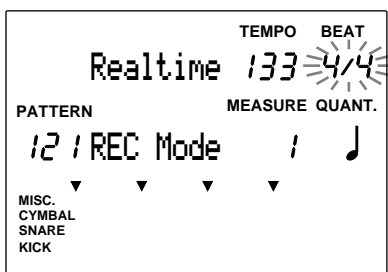 TEMPO BEAT
Realtime 133 4/4
PATTERN MEASURE QUANT.
121 REC Mode 1
MISC.
CYMBAL
SNARE
KICK